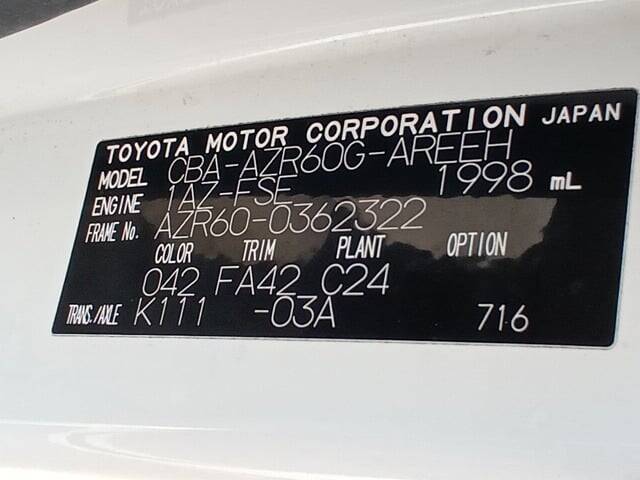 TOYOTA MOTOR CORPORATION JAPAN
MODEL CBA-AZR60G-AREEH
ENGINE 1AZ-FSE 1998 mL
FRAME No. AZR60-0362322
COLOR TRIM PLANT OPTION
042 FA42 C24
TRANS./AXLE K111 -03A 716